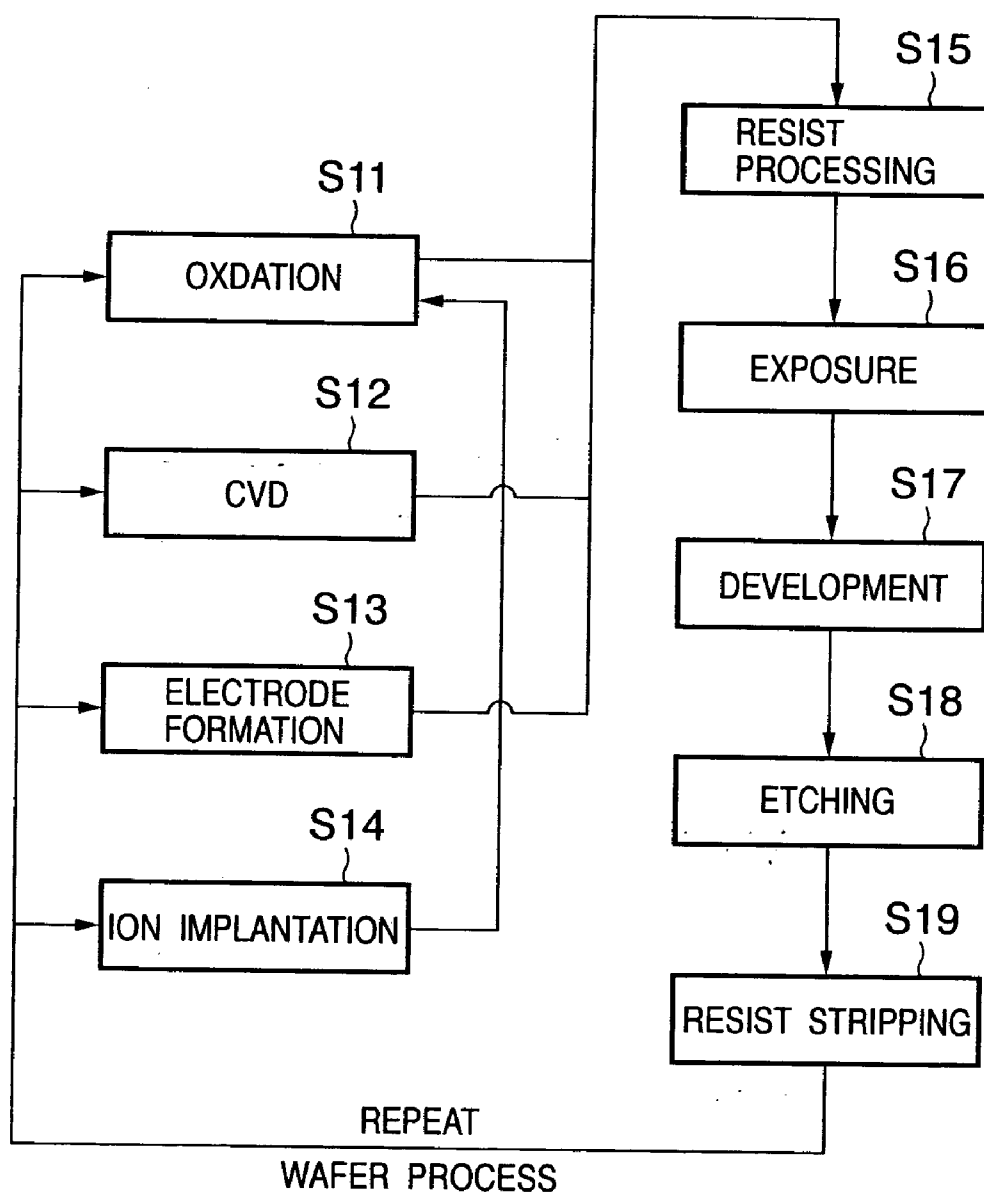 S11
OXDATION
S12
CVD
S13
ELECTRODE
FORMATION
S14
ION IMPLANTATION
S15
RESIST
PROCESSING
S16
EXPOSURE
S17
DEVELOPMENT
S18
ETCHING
S19
RESIST STRIPPING
REPEAT
WAFER PROCESS